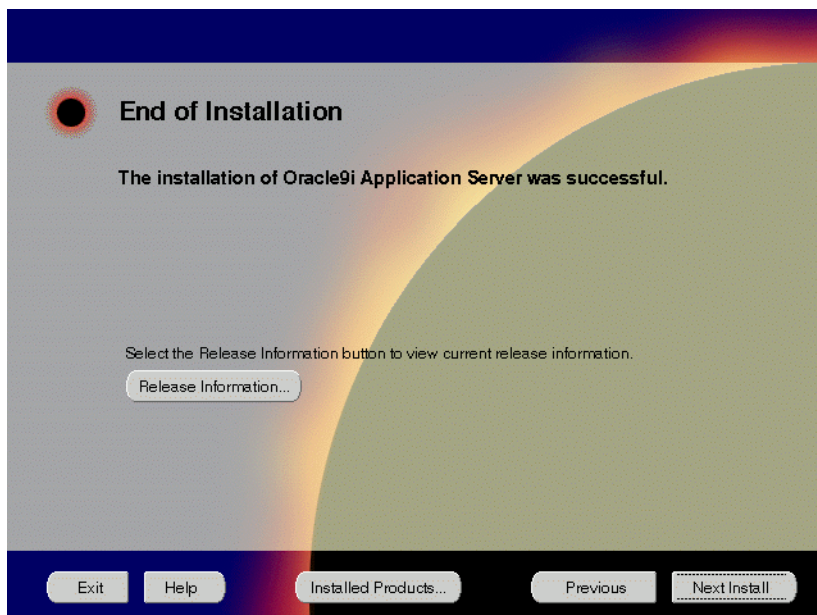 End of Installation
The installation of Oracle9i Application Server was successful.
Select the Release Information button to view current release information.
Release Information...
Exit
Help
Installed Products...
Previous
Next Install